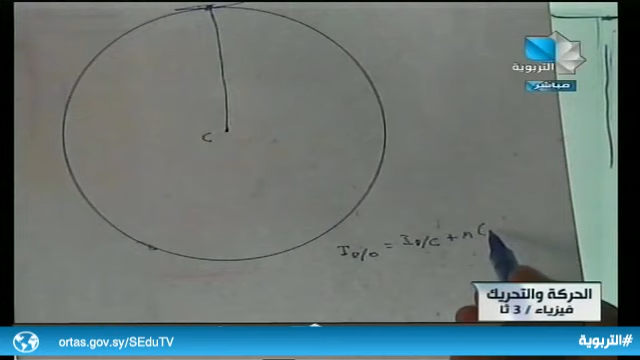 التربوية
مباشر
C
I₀/₀ = I₀/C + m (
الحركة والتحريك
فيزياء / 3 ثا
ortas.gov.sy/SEduTV
#التربوية